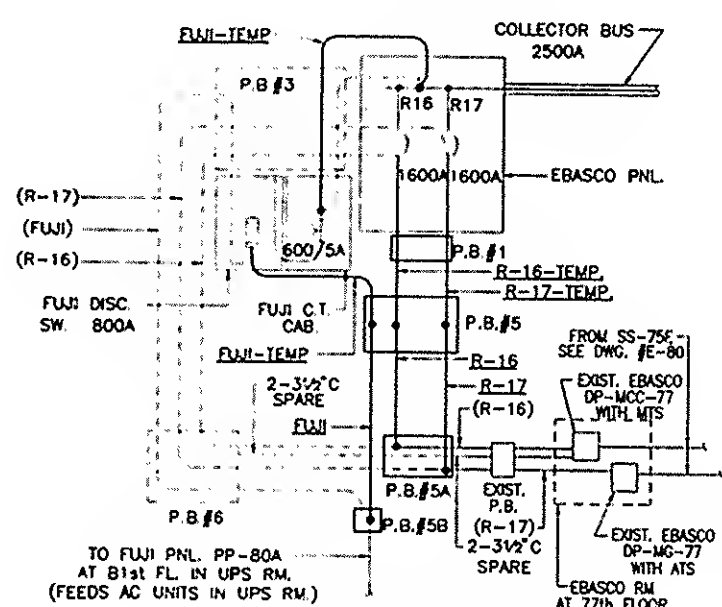 FUJI-TEMP
COLLECTOR BUS
2500A
P.B #3
R16
R17
1600A
1600A
EBASCO PNL.
(R-17)
(FUJI)
(R-16)
600/5A
P.B.#1
R-16-TEMP.
R-17-TEMP.
FUJI DISC.
SW. 800A
FUJI C.T.
CAB.
P.B.#5
FUJI-TEMP
R-16
R-17
(R-16)
FROM SS-75F
SEE DWG. #E-80
EXIST. EBASCO
DP-MCC-77
WITH MTS
2-3½"C
SPARE
FUJI
P.B.#6
P.B.#5A
P.B.#5B
EXIST.
P.B.
(R-17)
2-3½"C
SPARE
EXIST. EBASCO
DP-MG-77
WITH ATS
TO FUJI PNL. PP-80A
AT 81st FL. IN UPS RM.
(FEEDS AC UNITS IN UPS RM.)
EBASCO RM
AT 77th FLOOR